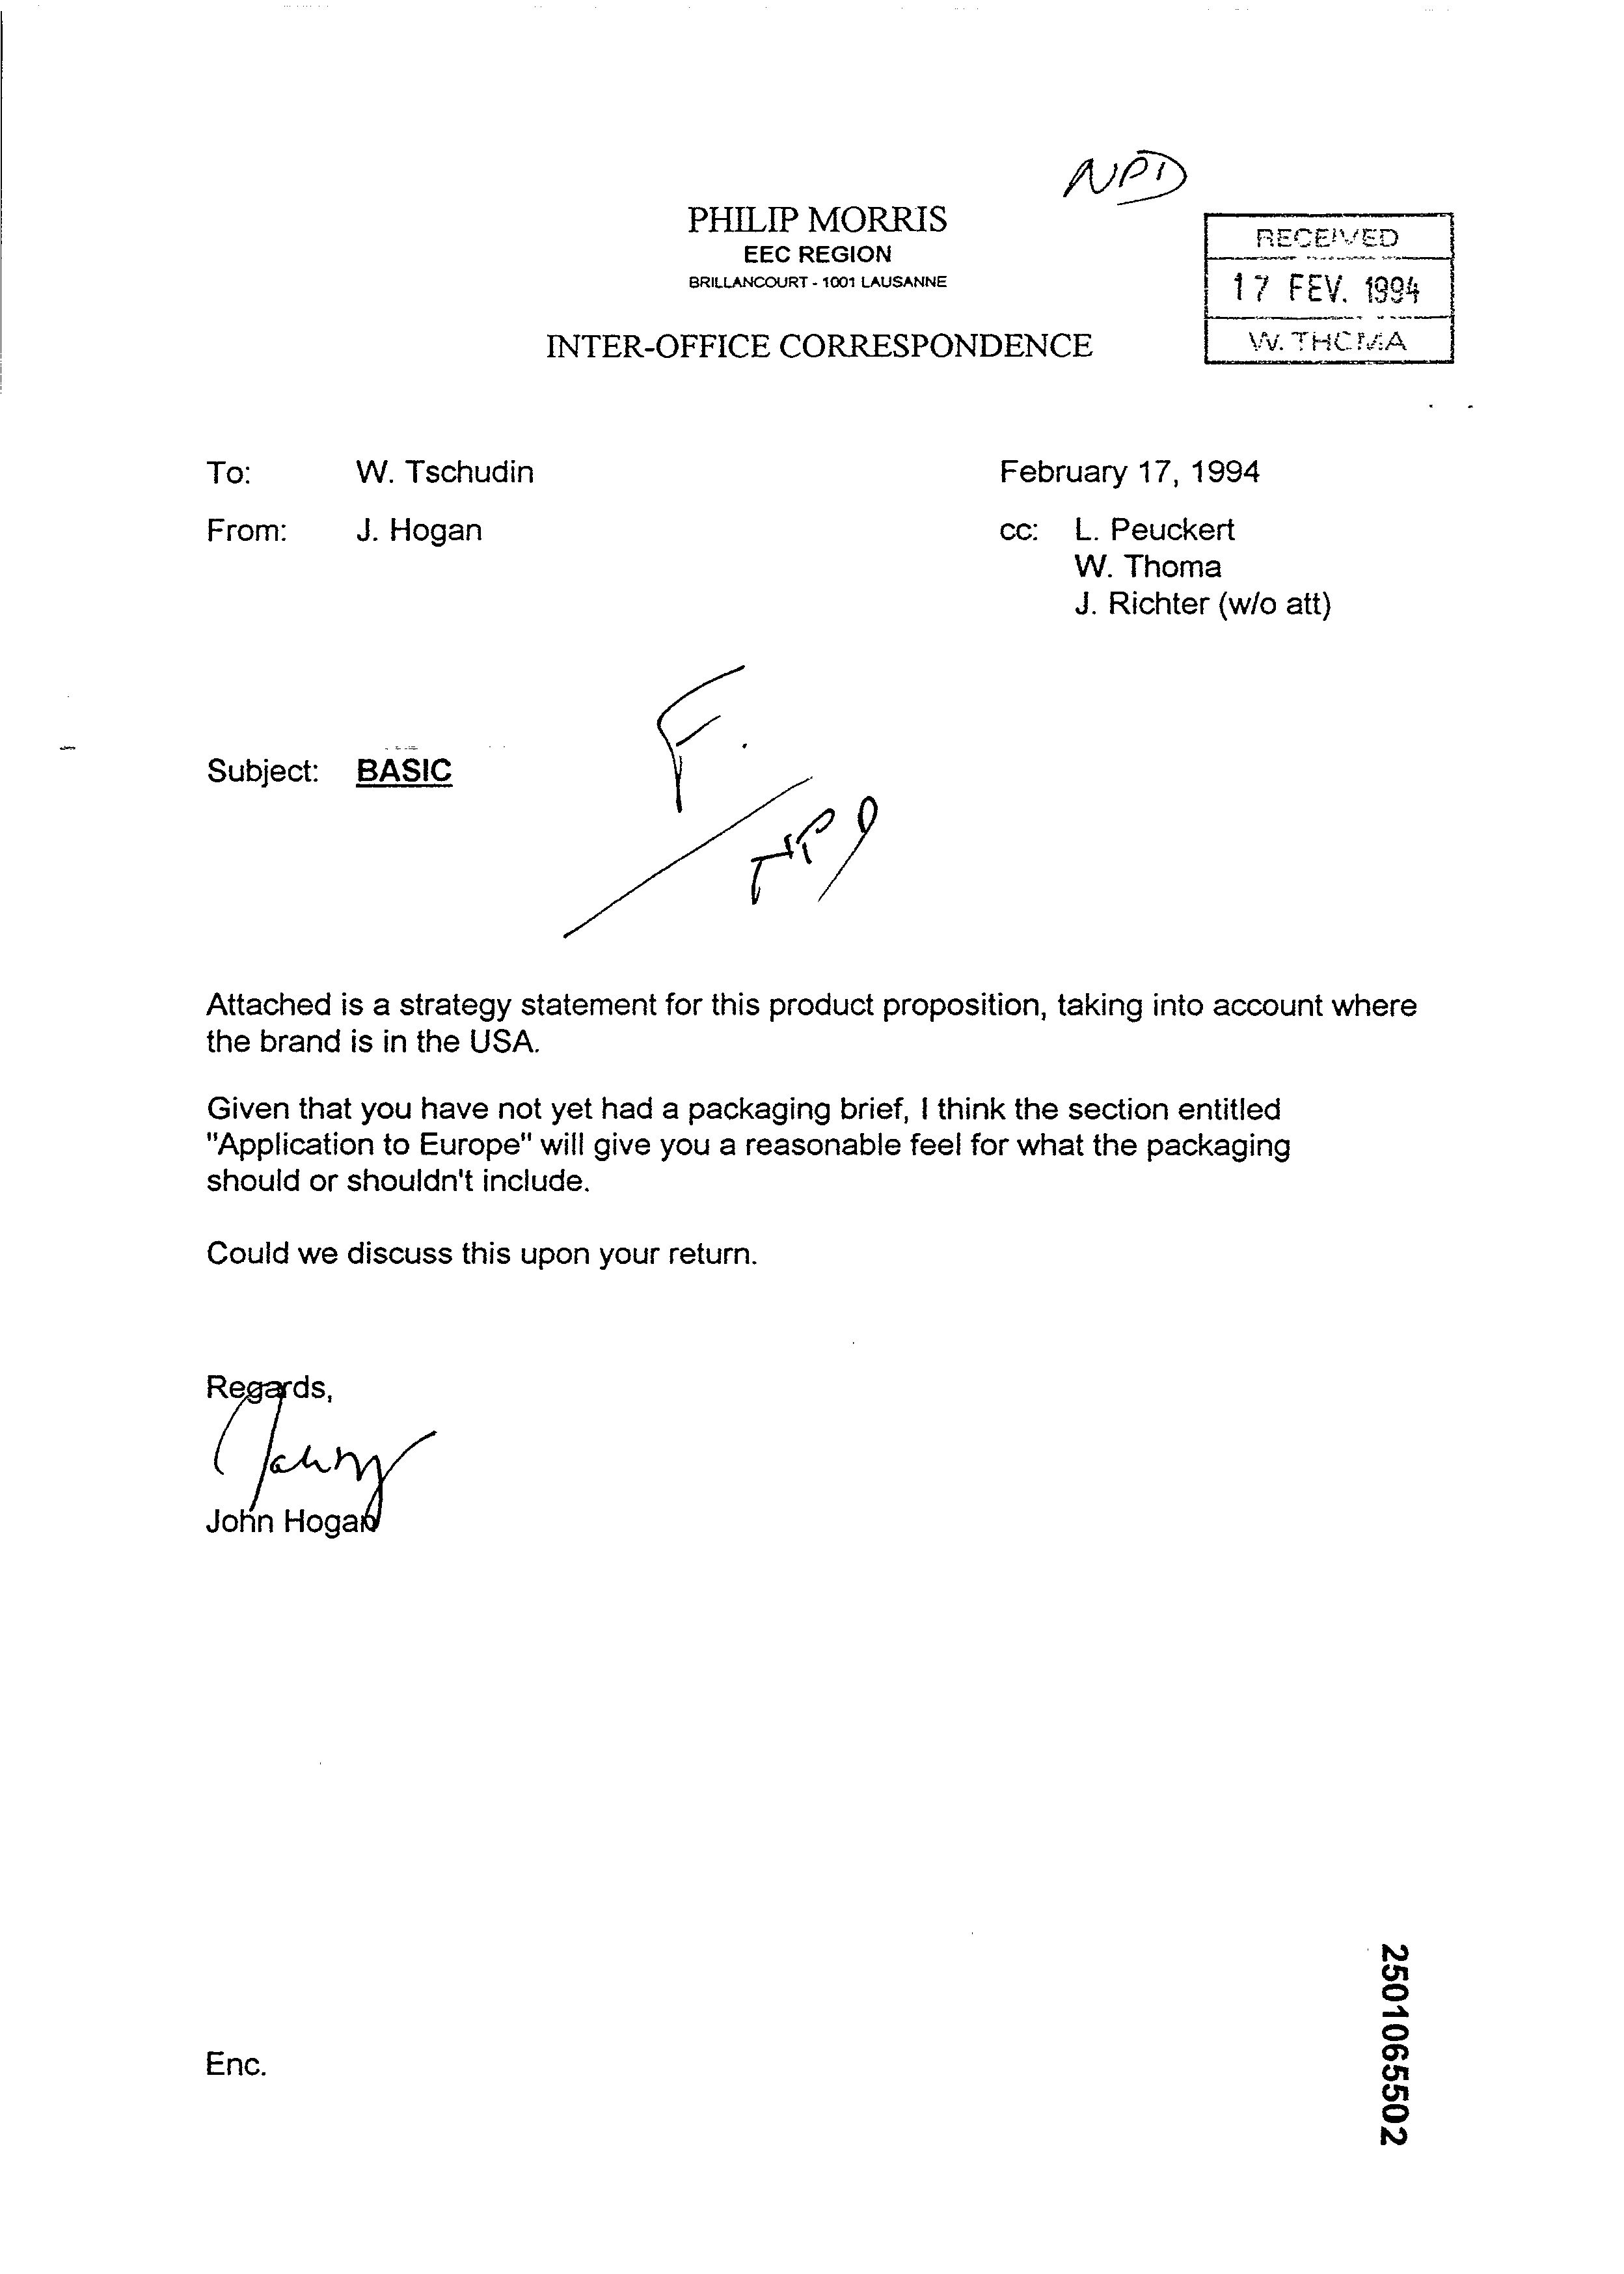 NPD
PHILIP MORRIS
EEC REGION
BRILLANCOURT - 1001 LAUSANNE
INTER-OFFICE CORRESPONDENCE
RECEIVED
17 FEV. 1994
W. THOMA
To: W. Tschudin February 17, 1994
From: J. Hogan cc: L. Peuckert
W. Thoma
J. Richter (w/o att)
F.
Subject: BASIC
Attached is a strategy statement for this product proposition, taking into account where
the brand is in the USA.
Given that you have not yet had a packaging brief, I think the section entitled
"Application to Europe" will give you a reasonable feel for what the packaging
should or shouldn't include.
Could we discuss this upon your return.
Regards,
John Hogan
Enc.
2501065502